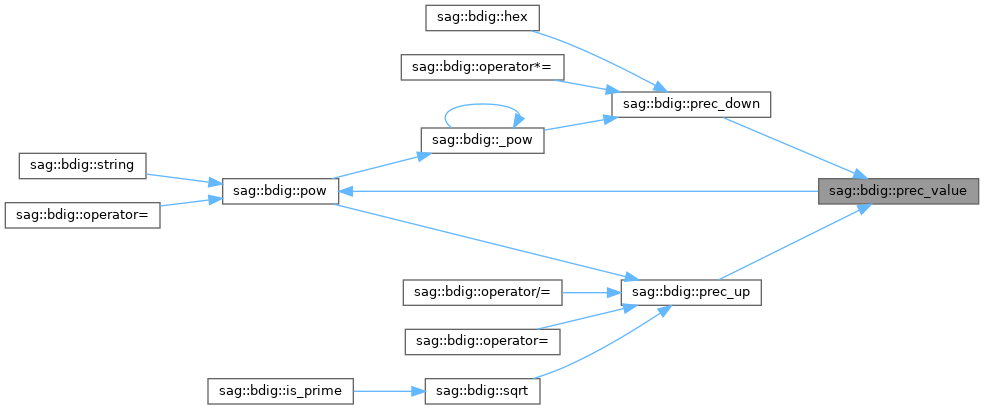 sag::bdig::hex
sag::bdig::operator*=
sag::bdig::prec_down
sag::bdig::_pow
sag::bdig::string
sag::bdig::pow
sag::bdig::prec_value
sag::bdig::operator=
sag::bdig::operator/=
sag::bdig::prec_up
sag::bdig::operator=
sag::bdig::is_prime
sag::bdig::sqrt